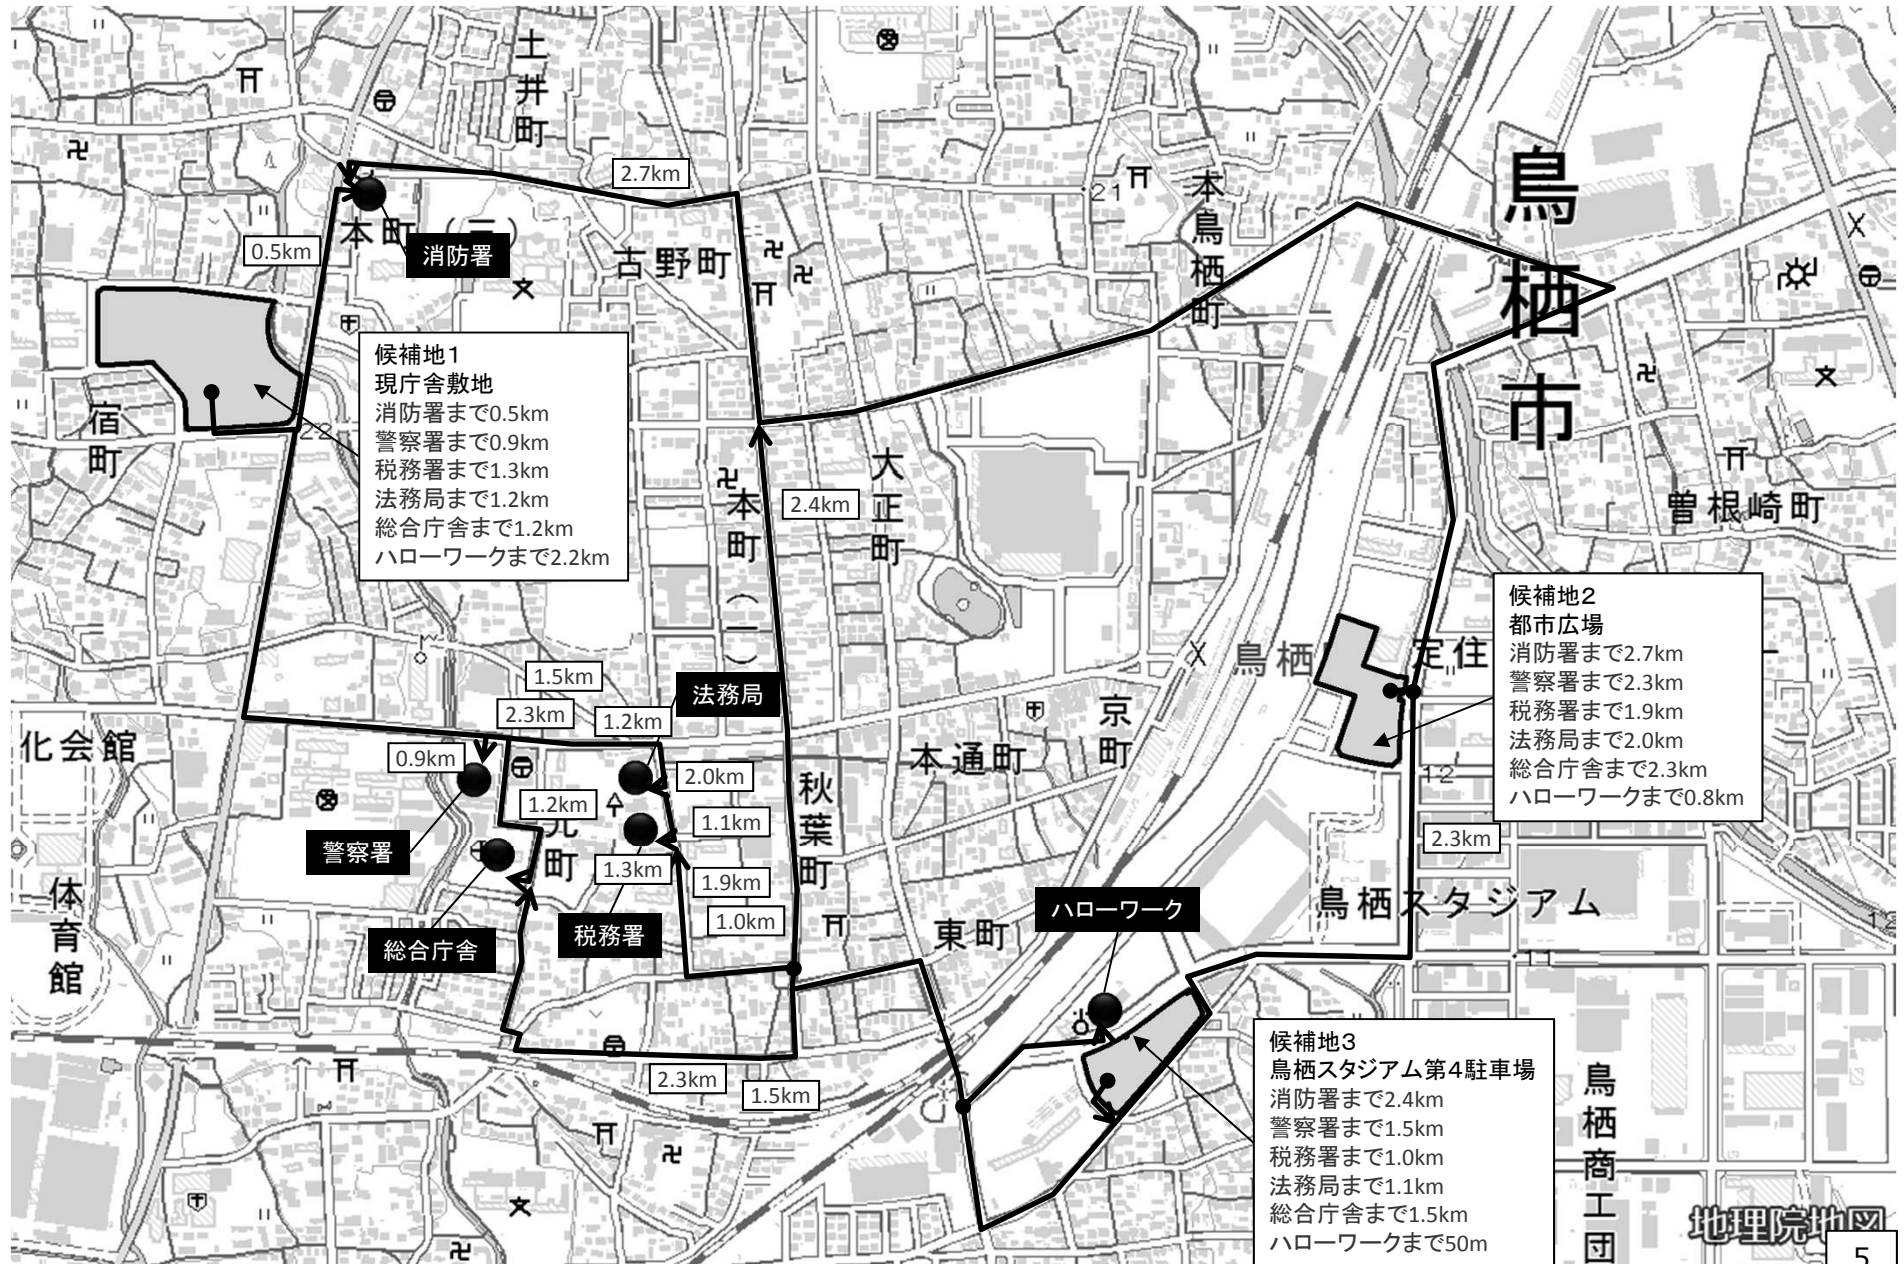 土井町
2.7km
本町(三)
0.5km
消防署
古野町
21
本鳥栖町
鳥栖市
候補地1
現庁舎敷地
消防署まで0.5km
警察署まで0.9km
税務署まで1.3km
法務局まで1.2km
総合庁舎まで1.2km
ハローワークまで2.2km
宿町
22
本町(一)
2.4km
大正町
曽根崎町
候補地2
都市広場
消防署まで2.7km
警察署まで2.3km
税務署まで1.9km
法務局まで2.0km
総合庁舎まで2.3km
ハローワークまで0.8km
鳥栖
定住
1.5km
2.3km
1.2km
法務局
化会館
0.9km
2.0km
京町
本通町
12
1.2km
元町
1.1km
秋葉町
2.3km
警察署
1.3km
1.9km
1.0km
体育館
総合庁舎
税務署
東町
ハローワーク
鳥栖スタジアム
12
11
2.3km
1.5km
候補地3
鳥栖スタジアム第4駐車場
消防署まで2.4km
警察署まで1.5km
税務署まで1.0km
法務局まで1.1km
総合庁舎まで1.5km
ハローワークまで50m
鳥栖商工団
地理院地図
5